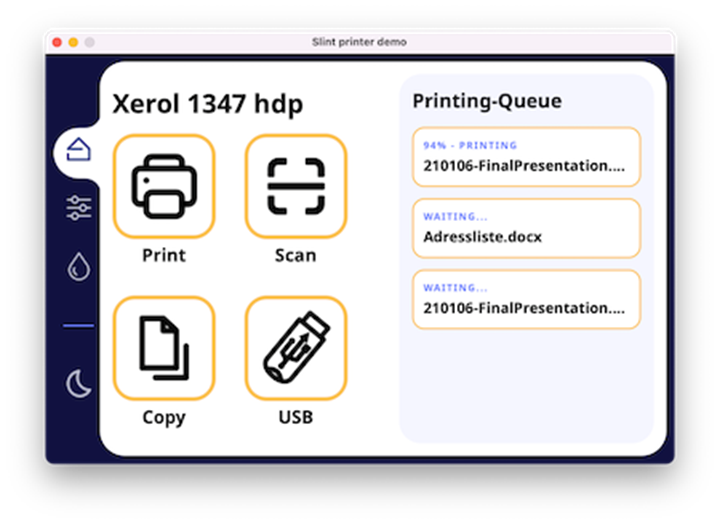 Slint printer demo
Xerol 1347 hdp
Print
Scan
Copy
USB
Printing-Queue
94% - PRINTING
210106-FinalPresentation....
WAITING...
Adressliste.docx
WAITING...
210106-FinalPresentation....